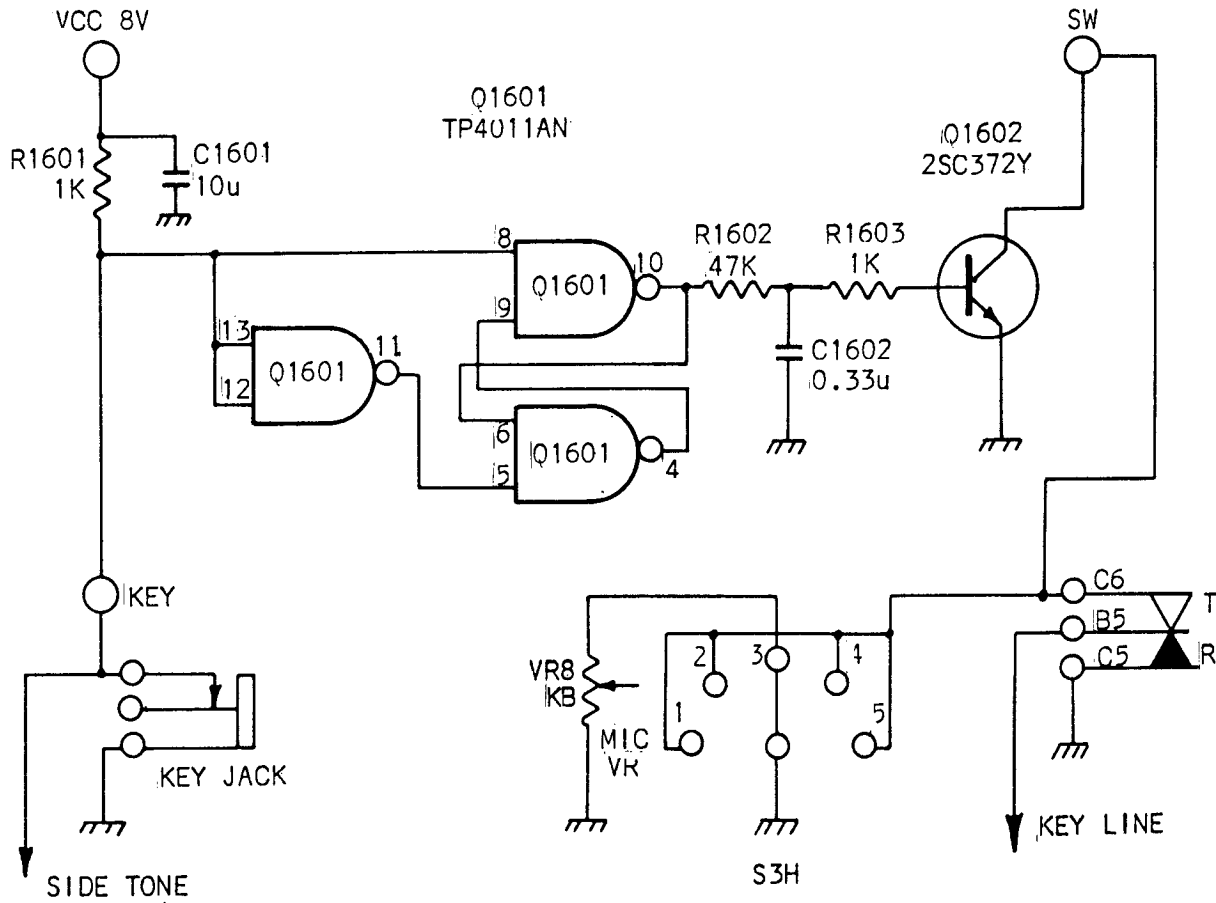 VCC 8V
SW
Q1601
TP4011AN
Q1602
2SC372Y
R1601
1K
C1601
10u
8
10
Q1601
9
R1602
47K
R1603
1K
13
11
Q1601
12
C1602
0.33u
6
Q1601
5
4
KEY
C6
T
B5
C5
R
2
3
4
VR8
KB
1
5
MIC
VR
KEY JACK
KEY LINE
S3H
SIDE TONE